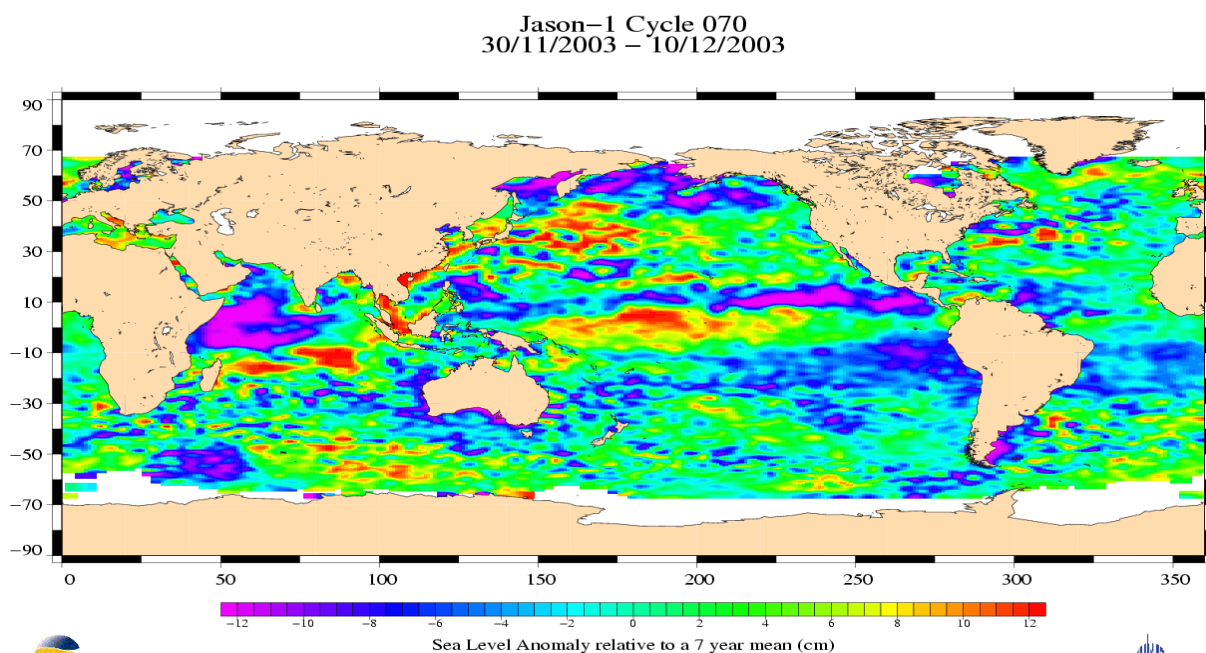 Jason-1 Cycle 070
30/11/2003 - 10/12/2003
90
70
50
30
10
-10
-30
-50
-70
-90
0 50 100 150 200 250 300 350
-12 -10 -8 -6 -4 -2 0 2 4 6 8 10 12
Sea Level Anomaly relative to a 7 year mean (cm)